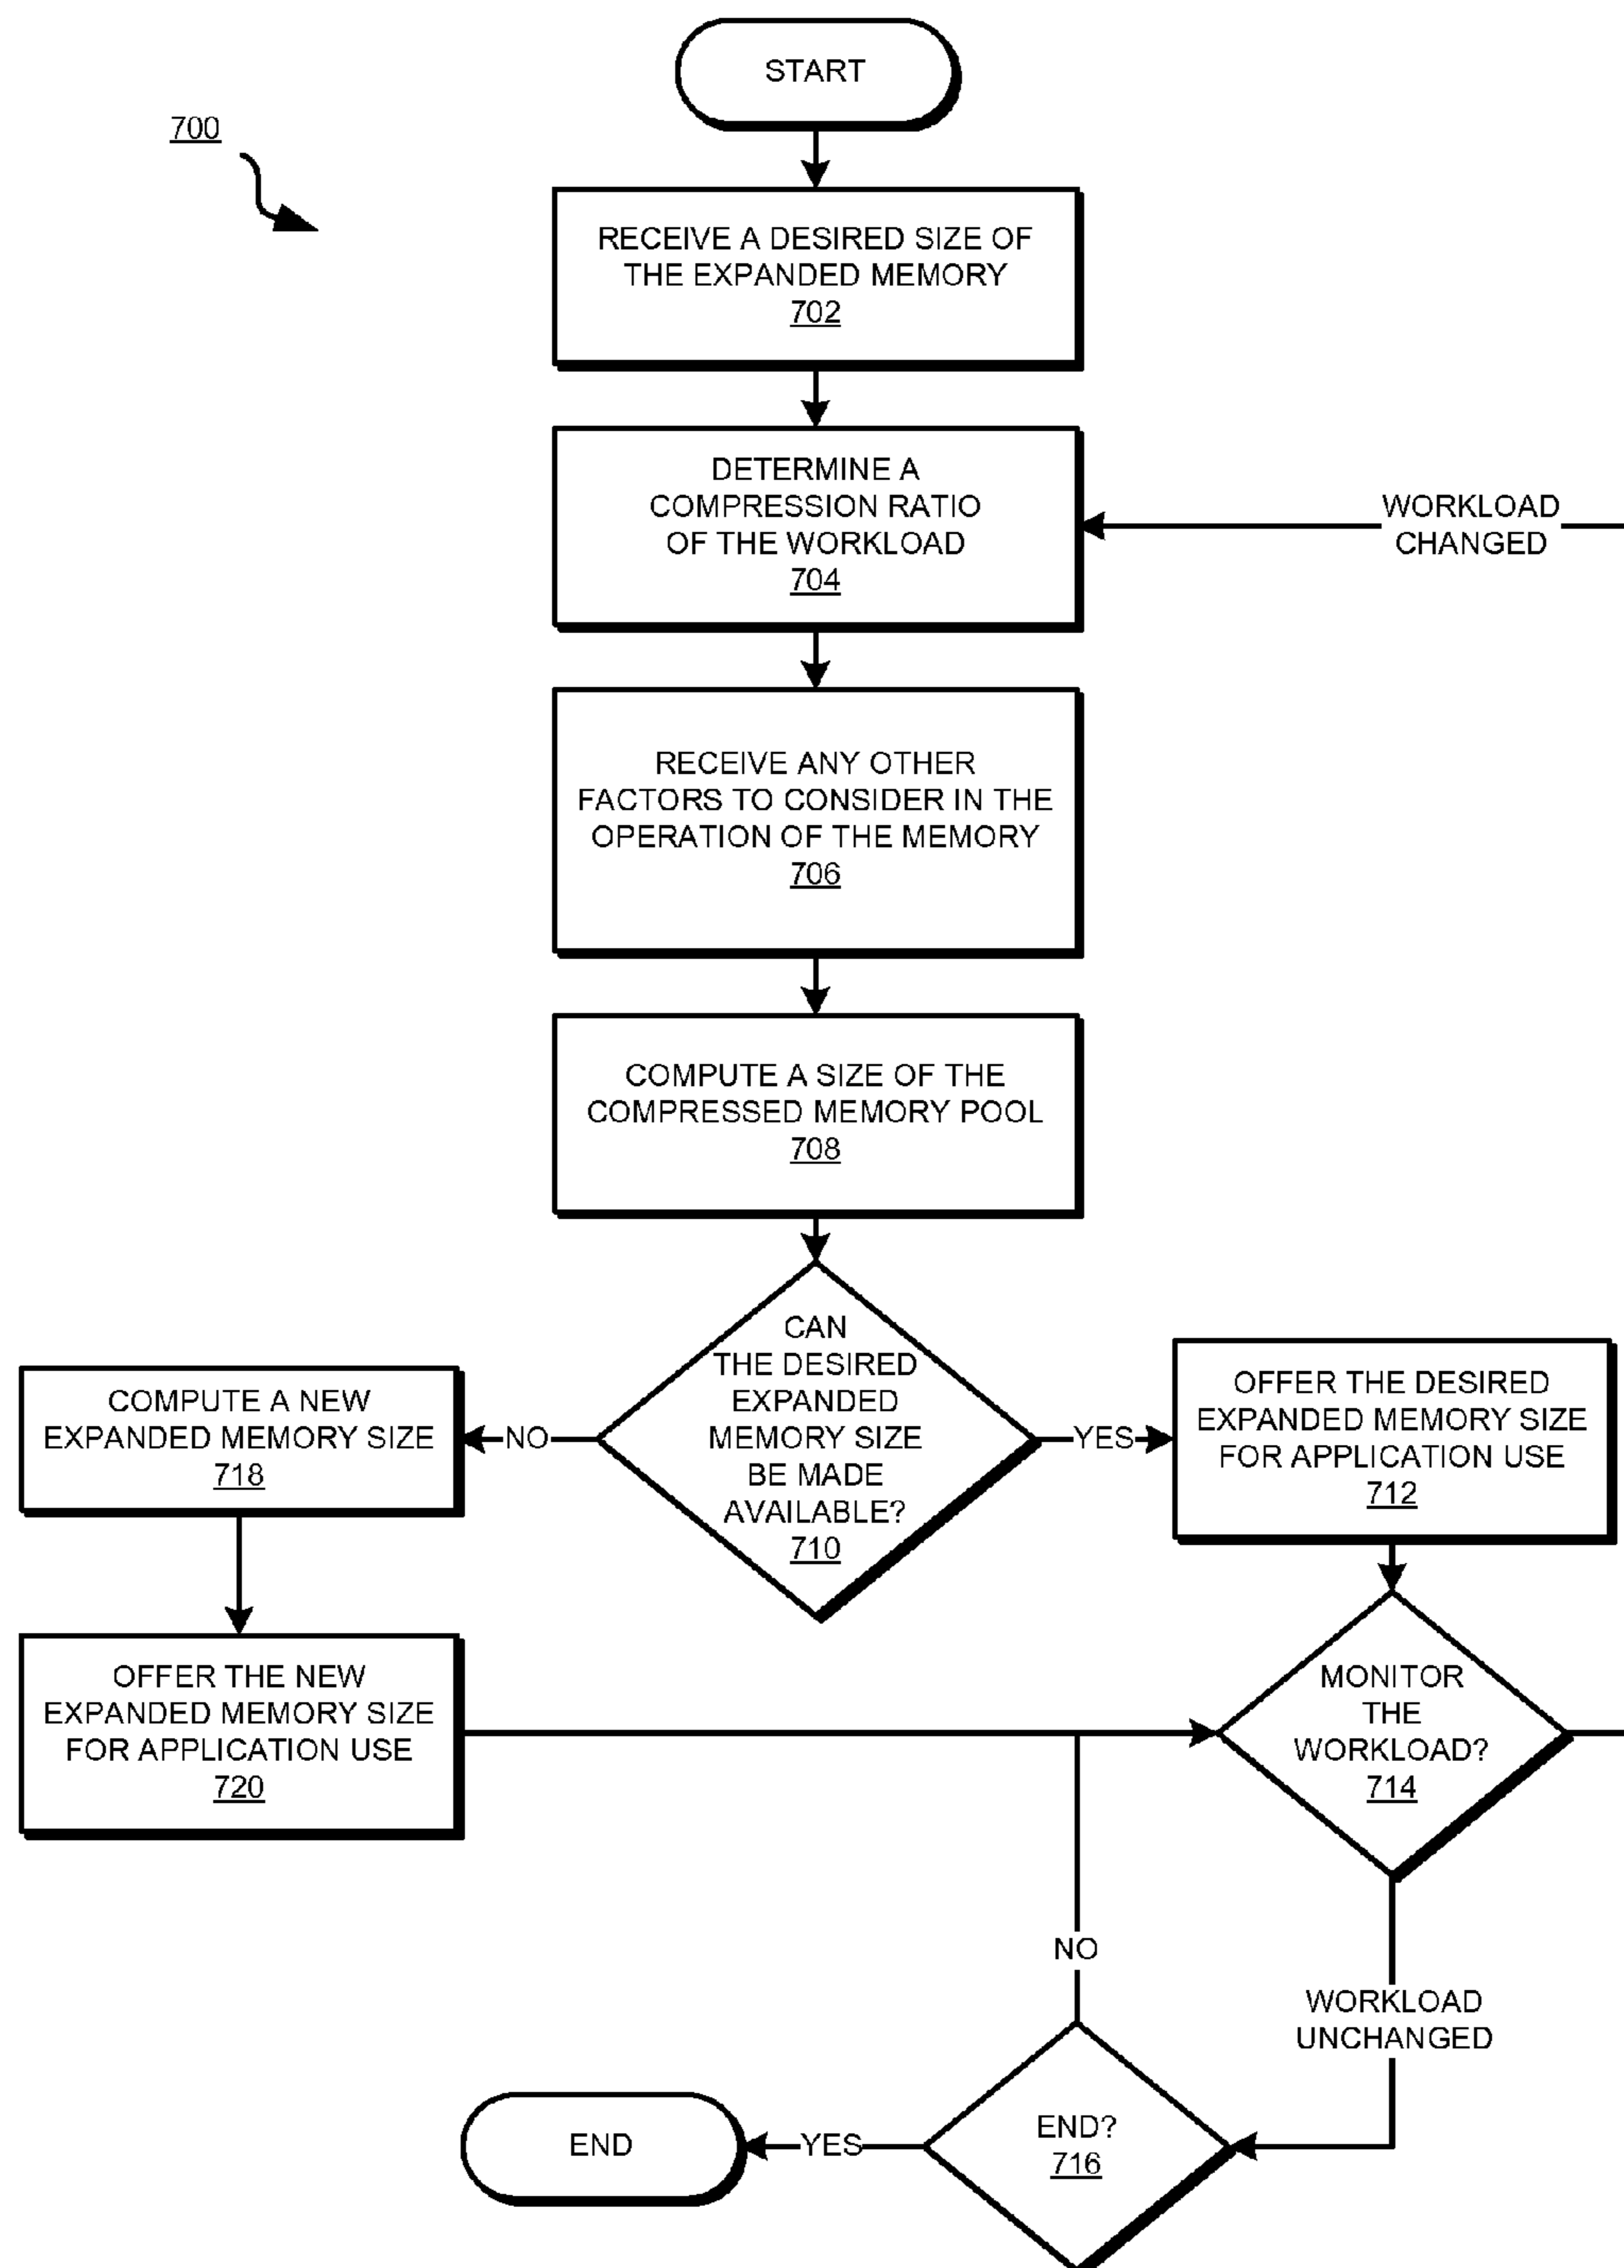 START
700
RECEIVE A DESIRED SIZE OF
THE EXPANDED MEMORY
702
DETERMINE A
COMPRESSION RATIO
OF THE WORKLOAD
704
WORKLOAD
CHANGED
RECEIVE ANY OTHER
FACTORS TO CONSIDER IN THE
OPERATION OF THE MEMORY
706
COMPUTE A SIZE OF THE
COMPRESSED MEMORY POOL
708
CAN
THE DESIRED
EXPANDED
MEMORY SIZE
BE MADE
AVAILABLE?
710
NO
YES
COMPUTE A NEW
EXPANDED MEMORY SIZE
718
OFFER THE DESIRED
EXPANDED MEMORY SIZE
FOR APPLICATION USE
712
OFFER THE NEW
EXPANDED MEMORY SIZE
FOR APPLICATION USE
720
MONITOR
THE
WORKLOAD?
714
NO
WORKLOAD
UNCHANGED
END?
716
YES
END